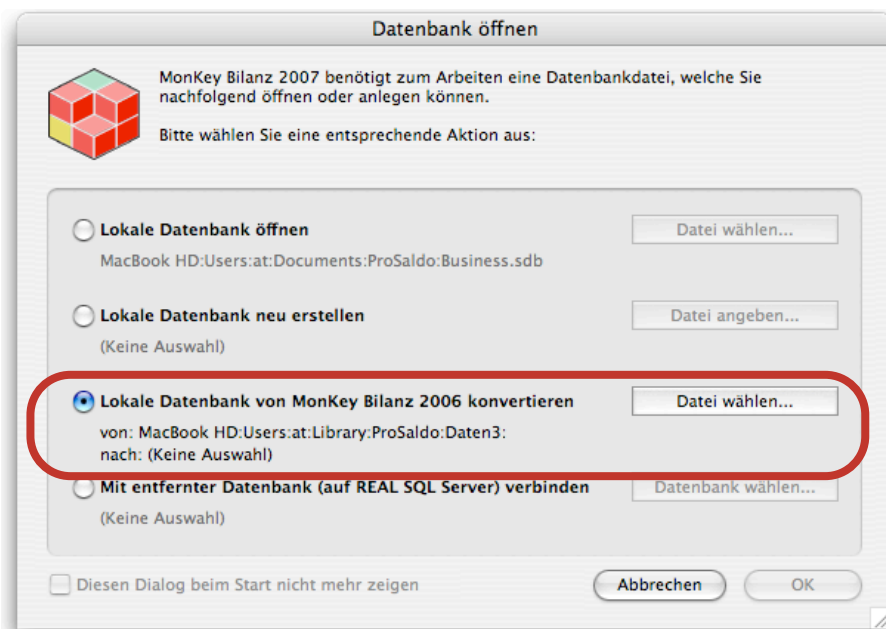 Datenbank öffnen
MonKey Bilanz 2007 benötigt zum Arbeiten eine Datenbankdatei, welche Sie
nachfolgend öffnen oder anlegen können.
Bitte wählen Sie eine entsprechende Aktion aus:
Lokale Datenbank öffnen
Datei wählen...
MacBook HD:Users:at:Documents:ProSaldo:Business.sdb
Lokale Datenbank neu erstellen
Datei angeben...
(Keine Auswahl)
Lokale Datenbank von MonKey Bilanz 2006 konvertieren
Datei wählen...
von: MacBook HD:Users:at:Library:ProSaldo:Daten3:
nach: (Keine Auswahl)
Mit entfernter Datenbank (auf REAL SQL Server) verbinden
Datenbank wählen...
(Keine Auswahl)
Diesen Dialog beim Start nicht mehr zeigen
Abbrechen
OK